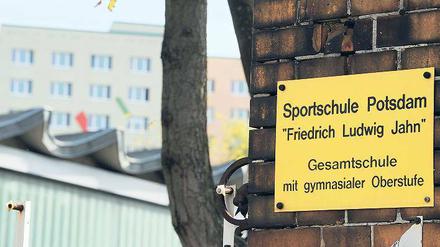 Sportschule Potsdam
"Friedrich Ludwig Jahn"
Gesamtschule
mit gymnasialer Oberstufe